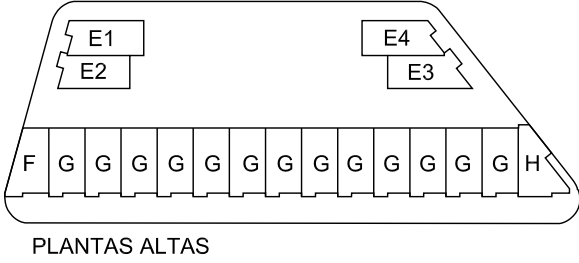 E1 E4
E2 E3
F G G G G G G G G G G G G G H
PLANTAS ALTAS